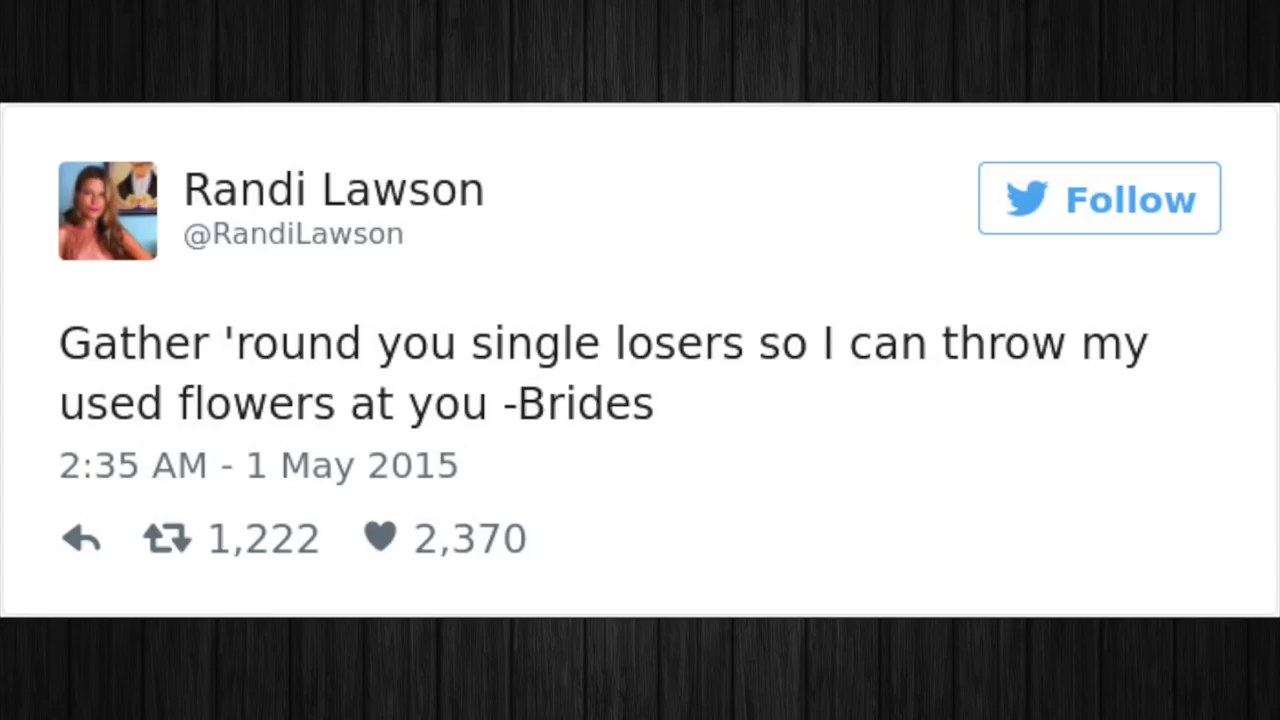 Randi Lawson
@RandiLawson
Follow
Gather 'round you single losers so I can throw my
used flowers at you -Brides
2:35 AM - 1 May 2015
1,222 2,370